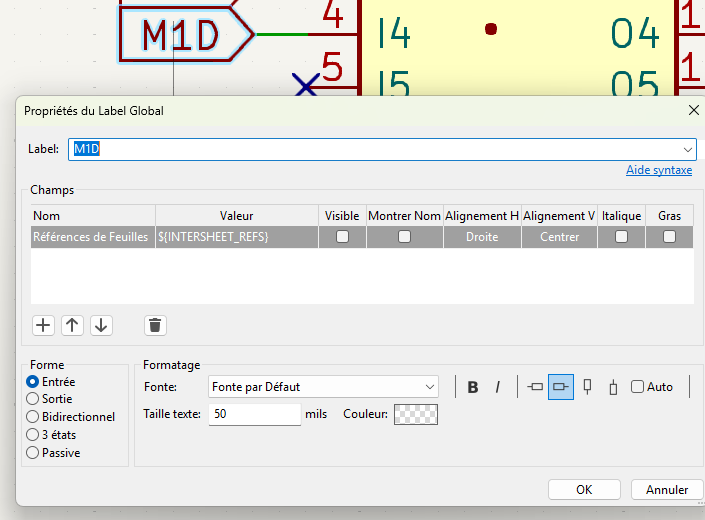 4
M1D
I4
O4
1
5
I5
O5
1
Propriétés du Label Global
Label: M1D
Aide syntaxe
Champs
Nom Valeur Visible Montrer Nom Alignement H Alignement V Italique Gras
Références de Feuilles ${INTERSHEET_REFS} Droite Centrer
Forme
Entrée
Sortie
Bidirectionnel
3 états
Passive
Formatage
Fonte: Fonte par Défaut B I Auto
Taille texte: 50 mils Couleur:
OK Annuler